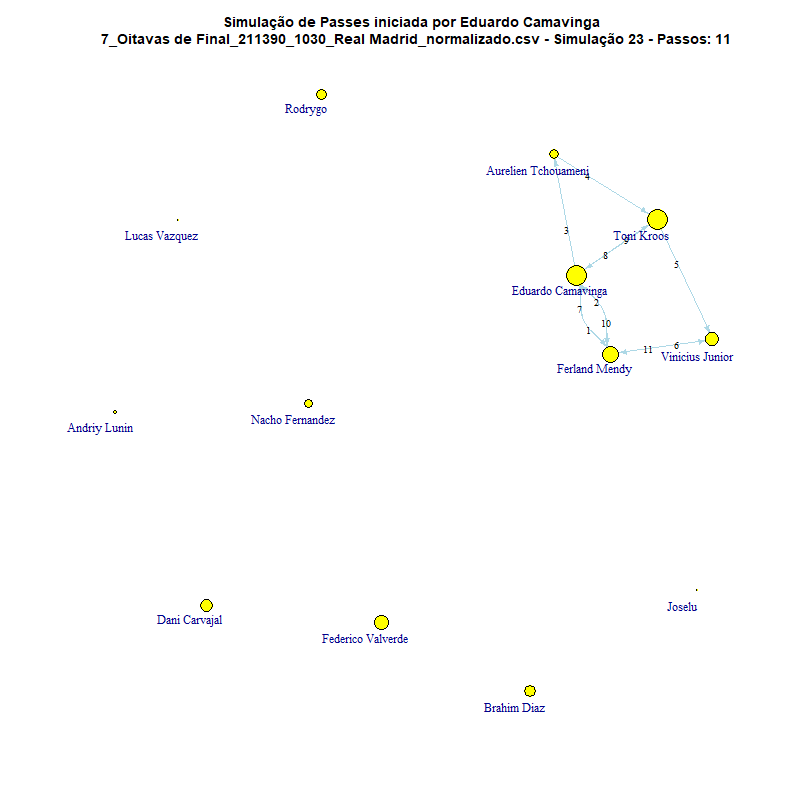 Simulação de Passes iniciada por Eduardo Camavinga
7_Oitavas de Final_211390_1030_Real Madrid_normalizado.csv - Simulação 23 - Passos: 11
Rodrygo
Aurelien Tchouameni
4
Lucas Vazquez
3
Toni Kroos
9
8
5
Eduardo Camavinga
2
7
10
1
6
11
Vinicius Junior
Ferland Mendy
Nacho Fernandez
Andriy Lunin
Joselu
Dani Carvajal
Federico Valverde
Brahim Diaz